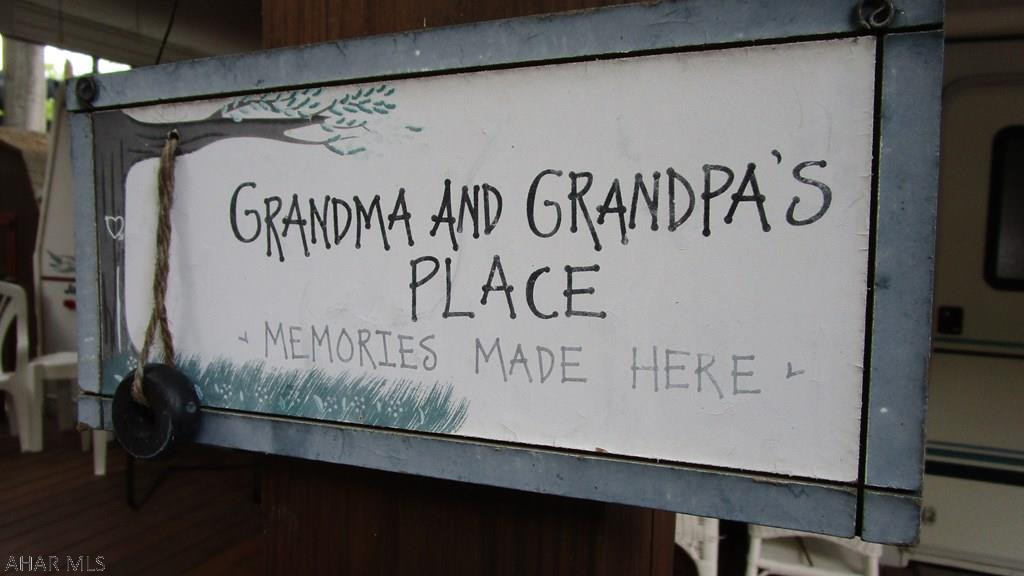 GRANDMA AND GRANDPA'S
PLACE
MEMORIES MADE HERE
AHAR MLS